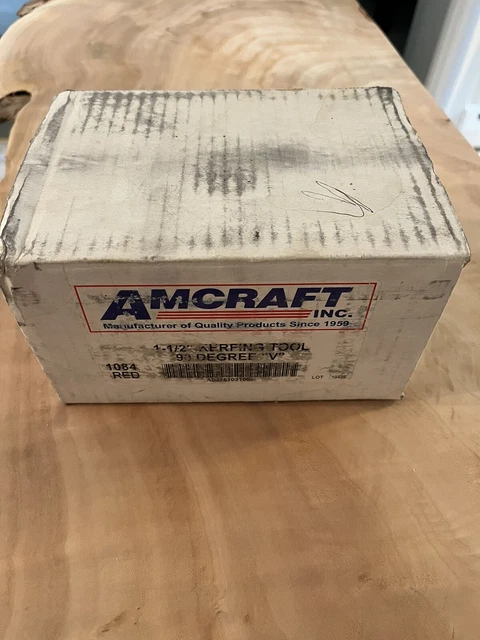 AMCRAFT INC.
Manufacturer of Quality Products Since 1959
1-1/2" KERFING TOOL
90 DEGREE "V"
1084
RED
LOT